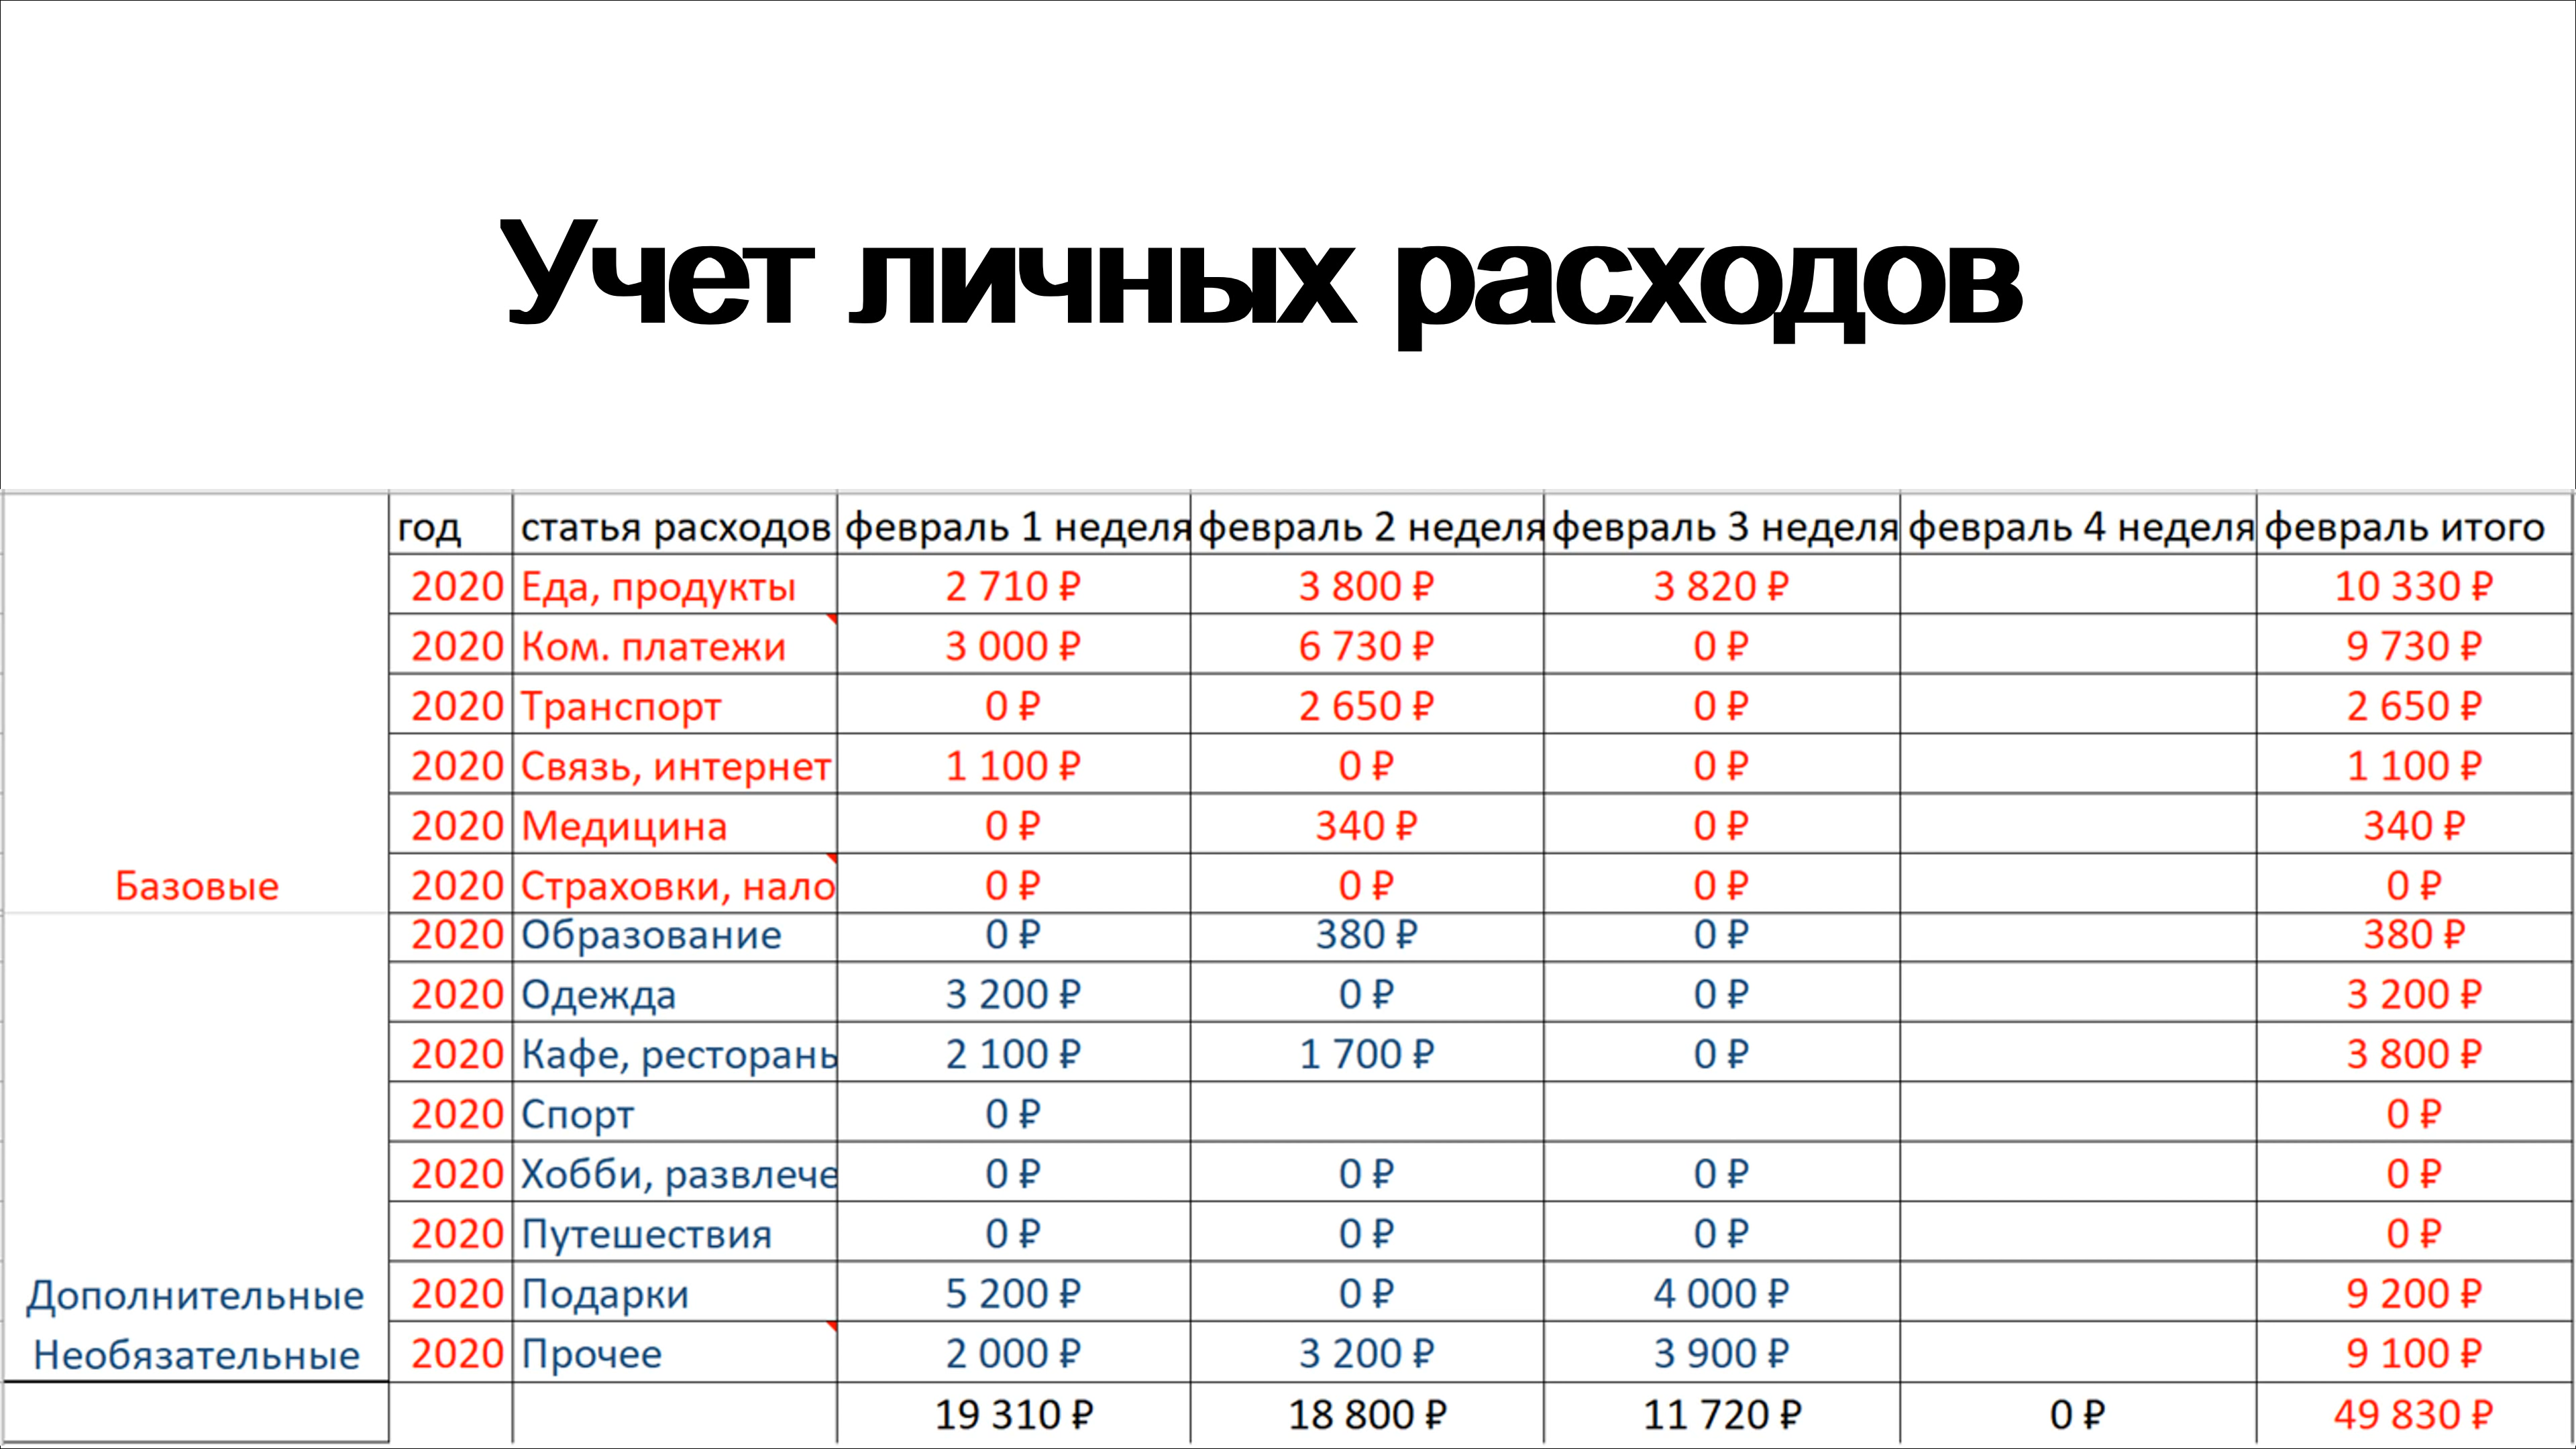 Учет личных расходов
год статья расходов февраль 1 неделя февраль 2 неделя февраль 3 неделя февраль 4 неделя февраль итого
2020 Еда, продукты 2 710 ₽ 3 800 ₽ 3 820 ₽ 10 330 ₽
2020 Ком. платежи 3 000 ₽ 6 730 ₽ 0 ₽ 9 730 ₽
2020 Транспорт 0 ₽ 2 650 ₽ 0 ₽ 2 650 ₽
2020 Связь, интернет 1 100 ₽ 0 ₽ 0 ₽ 1 100 ₽
2020 Медицина 0 ₽ 340 ₽ 0 ₽ 340 ₽
Базовые 2020 Страховки, нало 0 ₽ 0 ₽ 0 ₽ 0 ₽
2020 Образование 0 ₽ 380 ₽ 0 ₽ 380 ₽
2020 Одежда 3 200 ₽ 0 ₽ 0 ₽ 3 200 ₽
2020 Кафе, рестораны 2 100 ₽ 1 700 ₽ 0 ₽ 3 800 ₽
2020 Спорт 0 ₽ 0 ₽
2020 Хобби, развлече 0 ₽ 0 ₽ 0 ₽ 0 ₽
2020 Путешествия 0 ₽ 0 ₽ 0 ₽ 0 ₽
Дополнительные 2020 Подарки 5 200 ₽ 0 ₽ 4 000 ₽ 9 200 ₽
Необязательные 2020 Прочее 2 000 ₽ 3 200 ₽ 3 900 ₽ 9 100 ₽
19 310 ₽ 18 800 ₽ 11 720 ₽ 0 ₽ 49 830 ₽